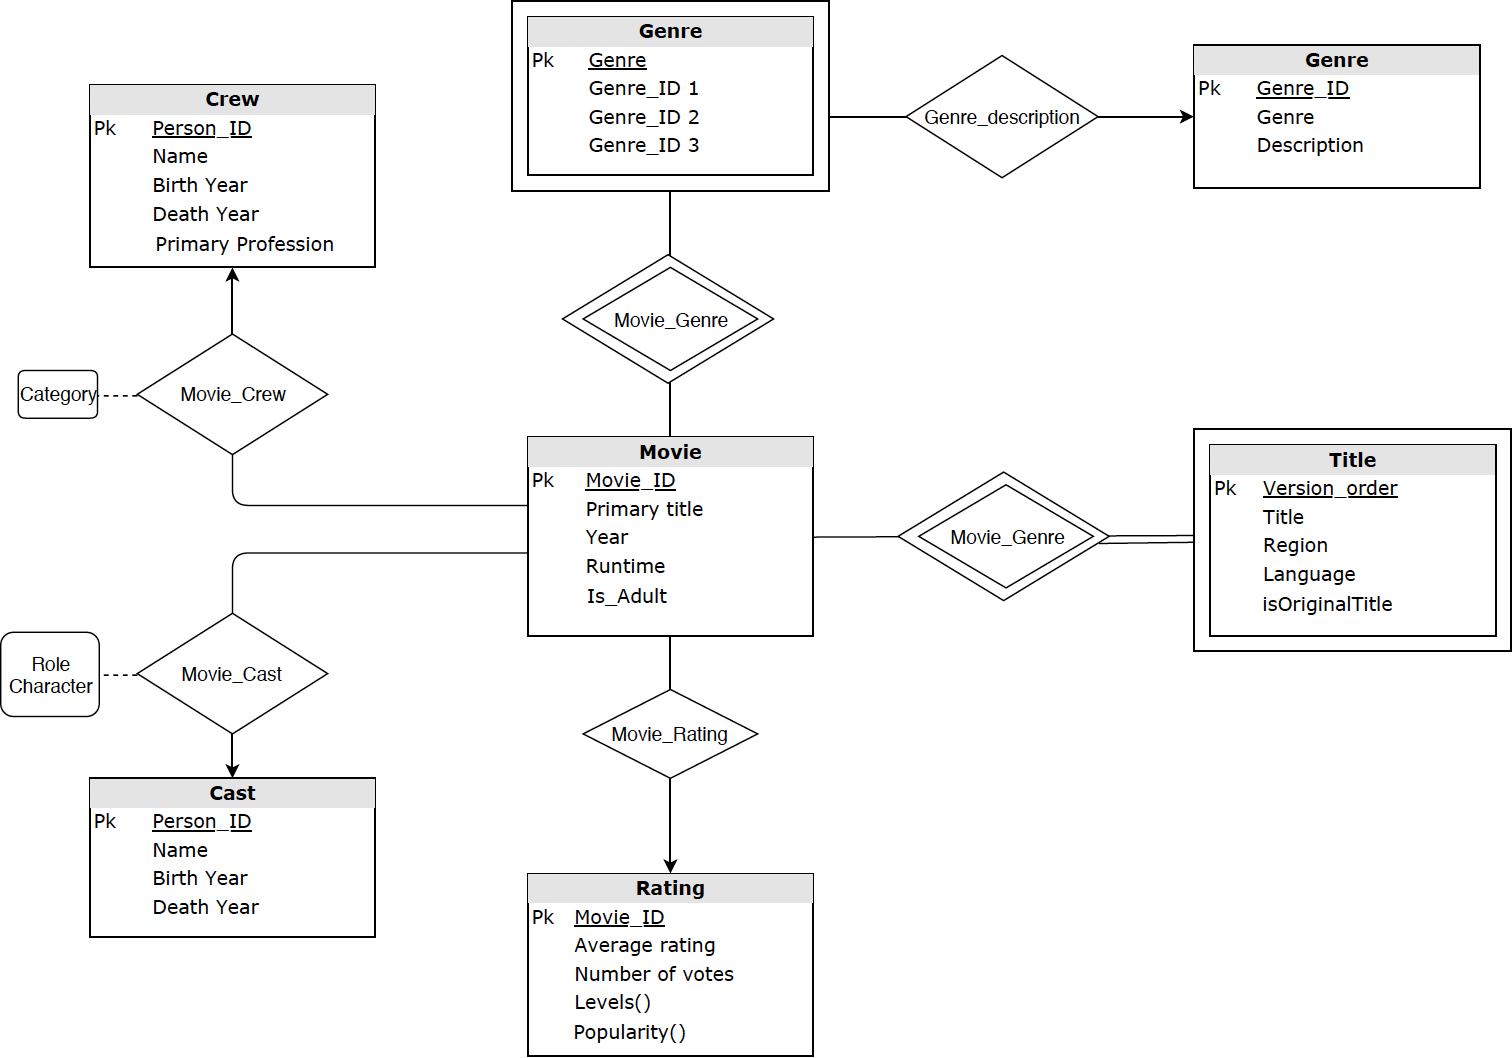 Genre
Pk Genre
Genre_ID 1
Genre_ID 2
Genre_ID 3
Genre_description
Genre
Pk Genre_ID
Genre
Description
Crew
Pk Person_ID
Name
Birth Year
Death Year
Primary Profession
Movie_Genre
Category
Movie_Crew
Movie
Pk Movie_ID
Primary title
Year
Runtime
Is_Adult
Movie_Genre
Title
Pk Version_order
Title
Region
Language
isOriginalTitle
Role
Character
Movie_Cast
Movie_Rating
Cast
Pk Person_ID
Name
Birth Year
Death Year
Rating
Pk Movie_ID
Average rating
Number of votes
Levels()
Popularity()